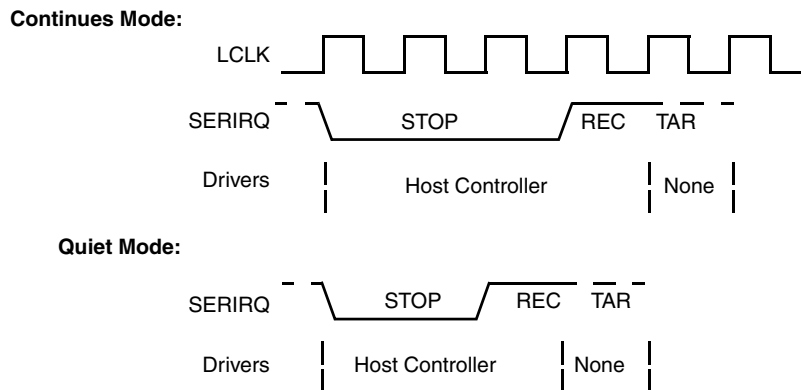 Continues Mode:
LCLK
SERIRQ STOP REC TAR
Drivers Host Controller None
Quiet Mode:
SERIRQ STOP REC TAR
Drivers Host Controller None